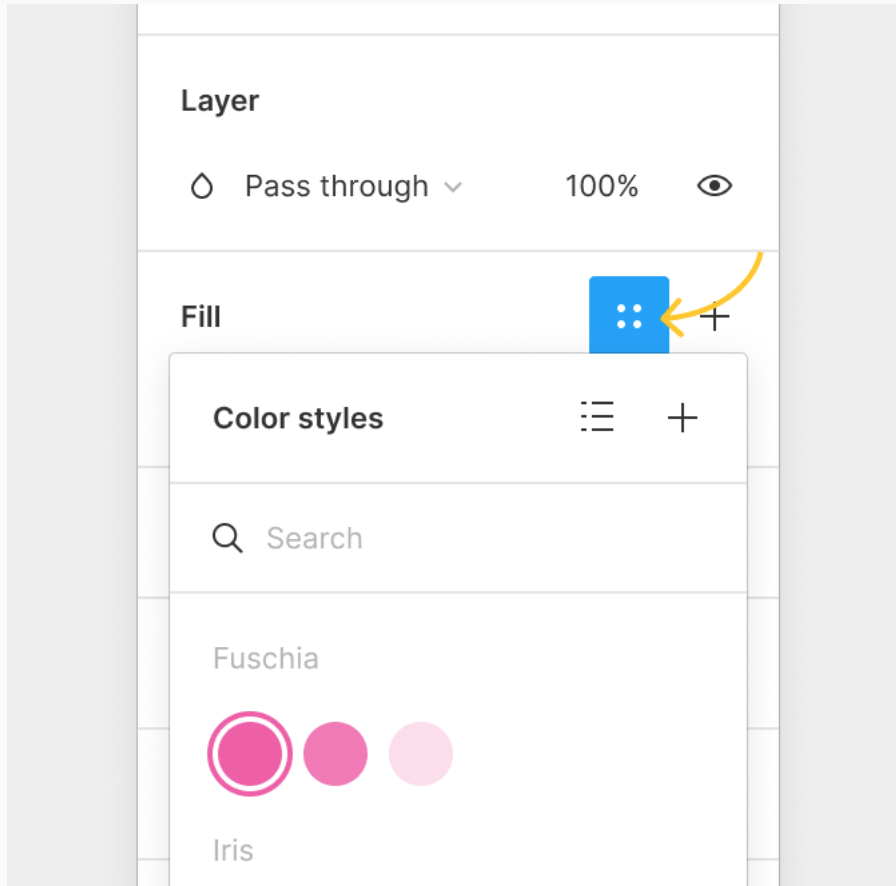 Layer
Pass through 100%
Fill
Color styles
Search
Fuschia
Iris